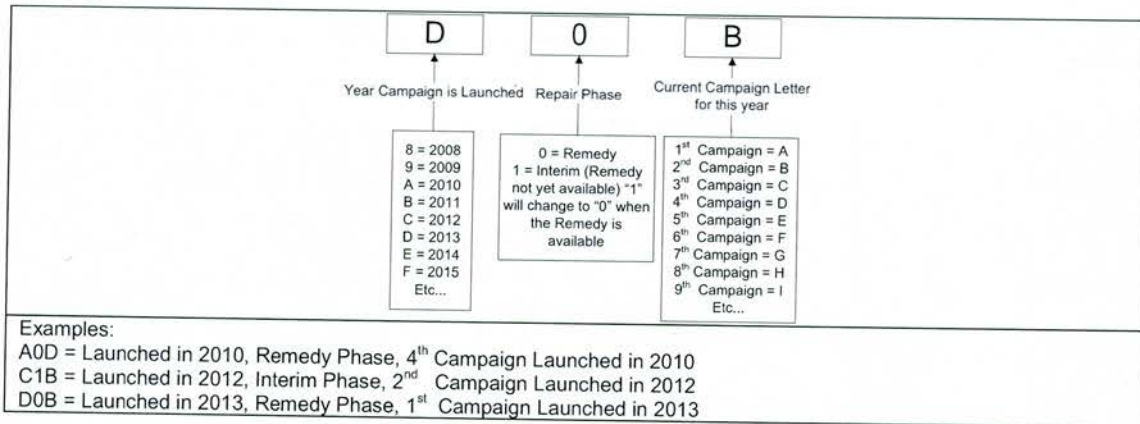 D 0 B
Year Campaign is Launched
Repair Phase
Current Campaign Letter
for this year
8 = 2008
9 = 2009
A = 2010
B = 2011
C = 2012
D = 2013
E = 2014
F = 2015
Etc...
0 = Remedy
1 = Interim (Remedy
not yet available) "1"
will change to "0" when
the Remedy is
available
1st Campaign = A
2nd Campaign = B
3rd Campaign = C
4th Campaign = D
5th Campaign = E
6th Campaign = F
7th Campaign = G
8th Campaign = H
9th Campaign = I
Etc...
Examples:
A0D = Launched in 2010, Remedy Phase, 4th Campaign Launched in 2010
C1B = Launched in 2012, Interim Phase, 2nd Campaign Launched in 2012
D0B = Launched in 2013, Remedy Phase, 1st Campaign Launched in 2013